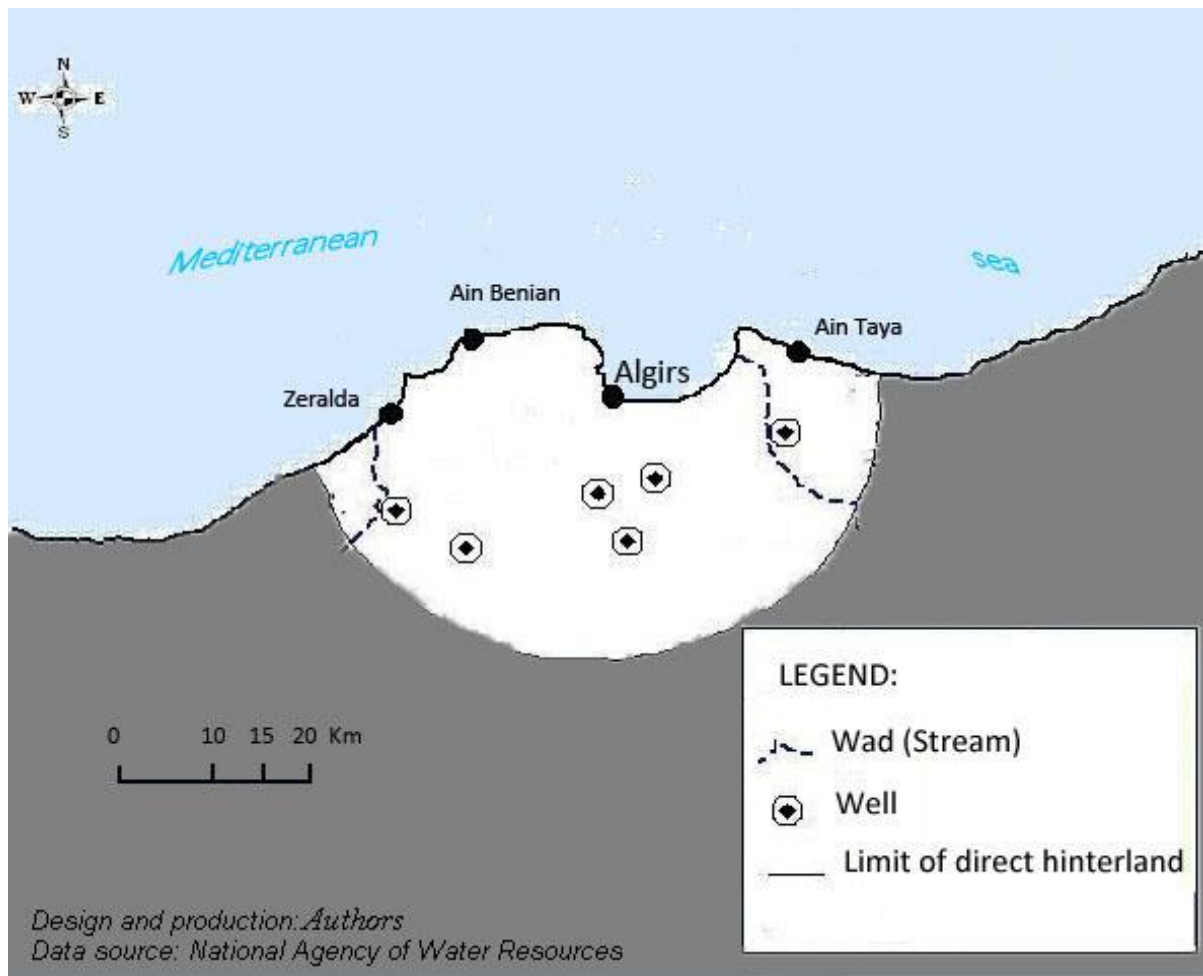 N
W E
S
Mediterranean
sea
Ain Benian
Ain Taya
Algirs
Zeralda
LEGEND:
Wad (Stream)
Well
Limit of direct hinterland
0 10 15 20 Km
Design and production:Authors
Data source: National Agency of Water Resources